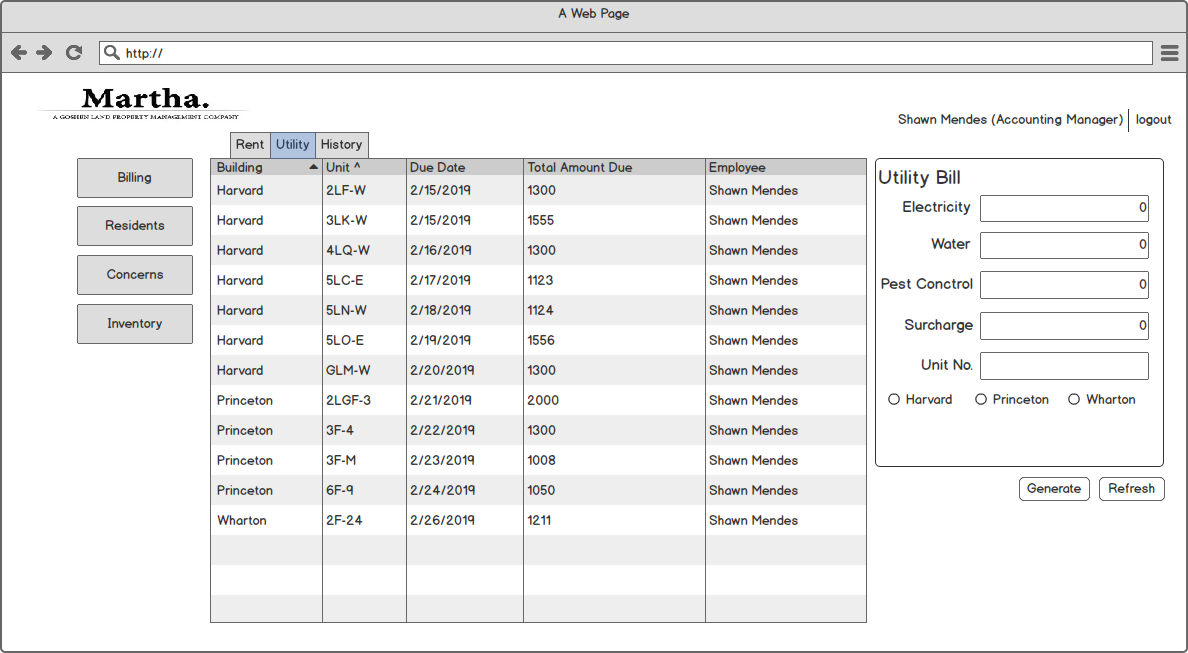 A Web Page
http://
Martha.
A GOSHEN LAND PROPERTY MANAGEMENT COMPANY
Shawn Mendes (Accounting Manager) logout
Rent Utility History
Billing
Residents
Concerns
Inventory
Building Unit ^ Due Date Total Amount Due Employee
Harvard 2LF-W 2/15/2019 1300 Shawn Mendes
Harvard 3LK-W 2/15/2019 1555 Shawn Mendes
Harvard 4LQ-W 2/16/2019 1300 Shawn Mendes
Harvard 5LC-E 2/17/2019 1123 Shawn Mendes
Harvard 5LN-W 2/18/2019 1124 Shawn Mendes
Harvard 5LO-E 2/19/2019 1556 Shawn Mendes
Harvard GLM-W 2/20/2019 1300 Shawn Mendes
Princeton 2LGF-3 2/21/2019 2000 Shawn Mendes
Princeton 3F-4 2/22/2019 1300 Shawn Mendes
Princeton 3F-M 2/23/2019 1008 Shawn Mendes
Princeton 6F-9 2/24/2019 1050 Shawn Mendes
Wharton 2F-24 2/26/2019 1211 Shawn Mendes
Utility Bill
Electricity 0
Water 0
Pest Conctrol 0
Surcharge 0
Unit No.
Harvard Princeton Wharton
Generate Refresh